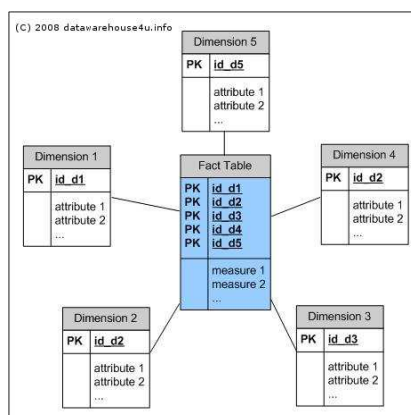 (C) 2008 datawarehouse4u.info
Dimension 5
PK id_d5
attribute 1
attribute 2
...
Dimension 1
PK id_d1
attribute 1
attribute 2
...
Fact Table
PK id_d1
PK id_d2
PK id_d3
PK id_d4
PK id_d5
measure 1
measure 2
...
Dimension 4
PK id_d2
attribute 1
attribute 2
...
Dimension 2
PK id_d2
attribute 1
attribute 2
...
Dimension 3
PK id_d3
attribute 1
attribute 2
...